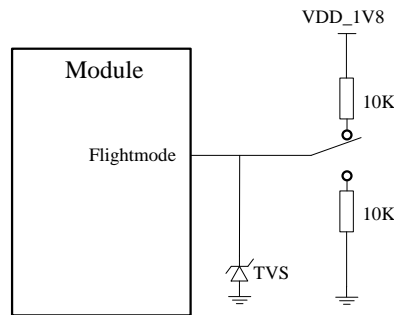 VDD_1V8
Module
10K
Flightmode
10K
TVS